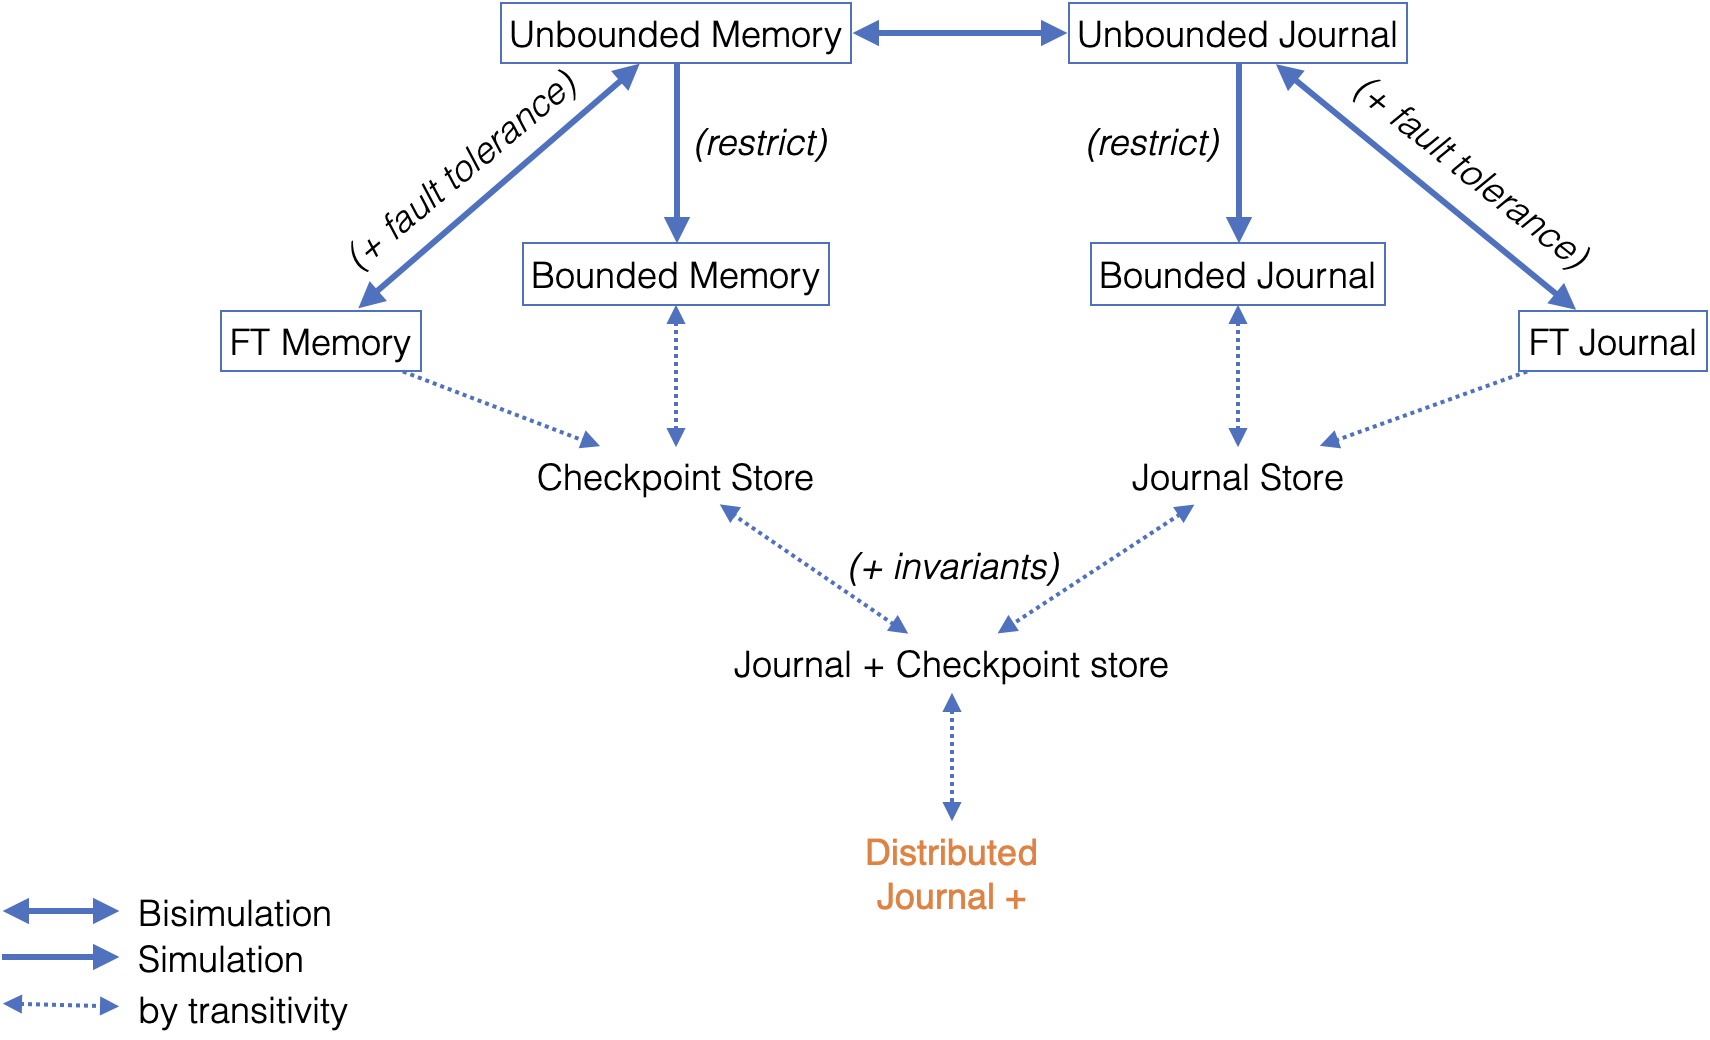 Unbounded Memory
Unbounded Journal
(+ fault tolerance)
(restrict)
(restrict)
(+ fault tolerance)
Bounded Memory
Bounded Journal
FT Memory
FT Journal
Checkpoint Store
Journal Store
(+ invariants)
Journal + Checkpoint store
Distributed
Journal +
Bisimulation
Simulation
by transitivity